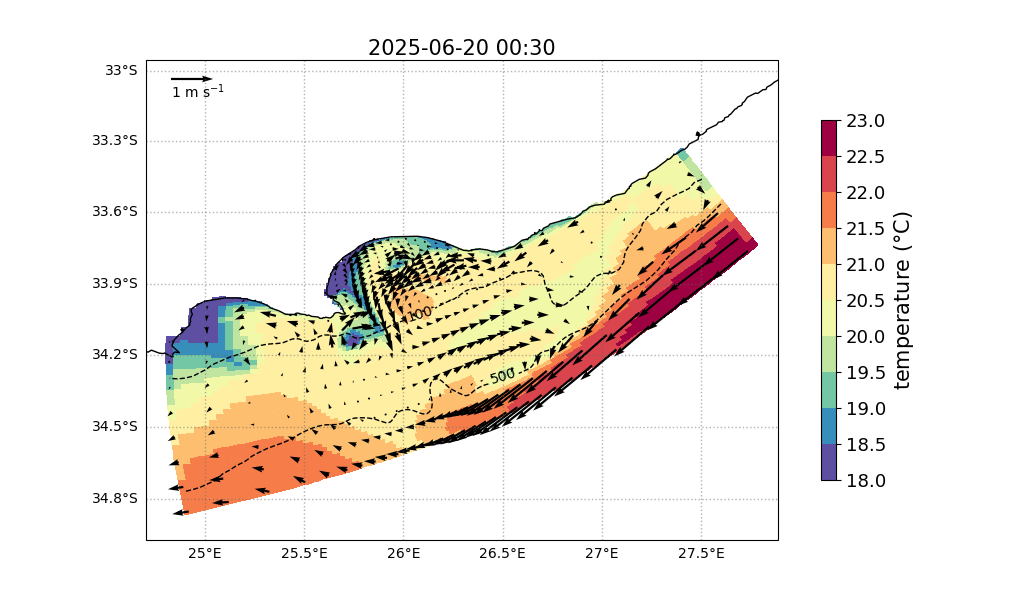 2025-06-20 00:30
1 m s⁻¹
33°S
33.3°S
33.6°S
33.9°S
34.2°S
34.5°S
34.8°S
25°E
25.5°E
26°E
26.5°E
27°E
27.5°E
100
500
23.0
22.5
22.0
21.5
21.0
20.5
20.0
19.5
19.0
18.5
18.0
temperature (°C)